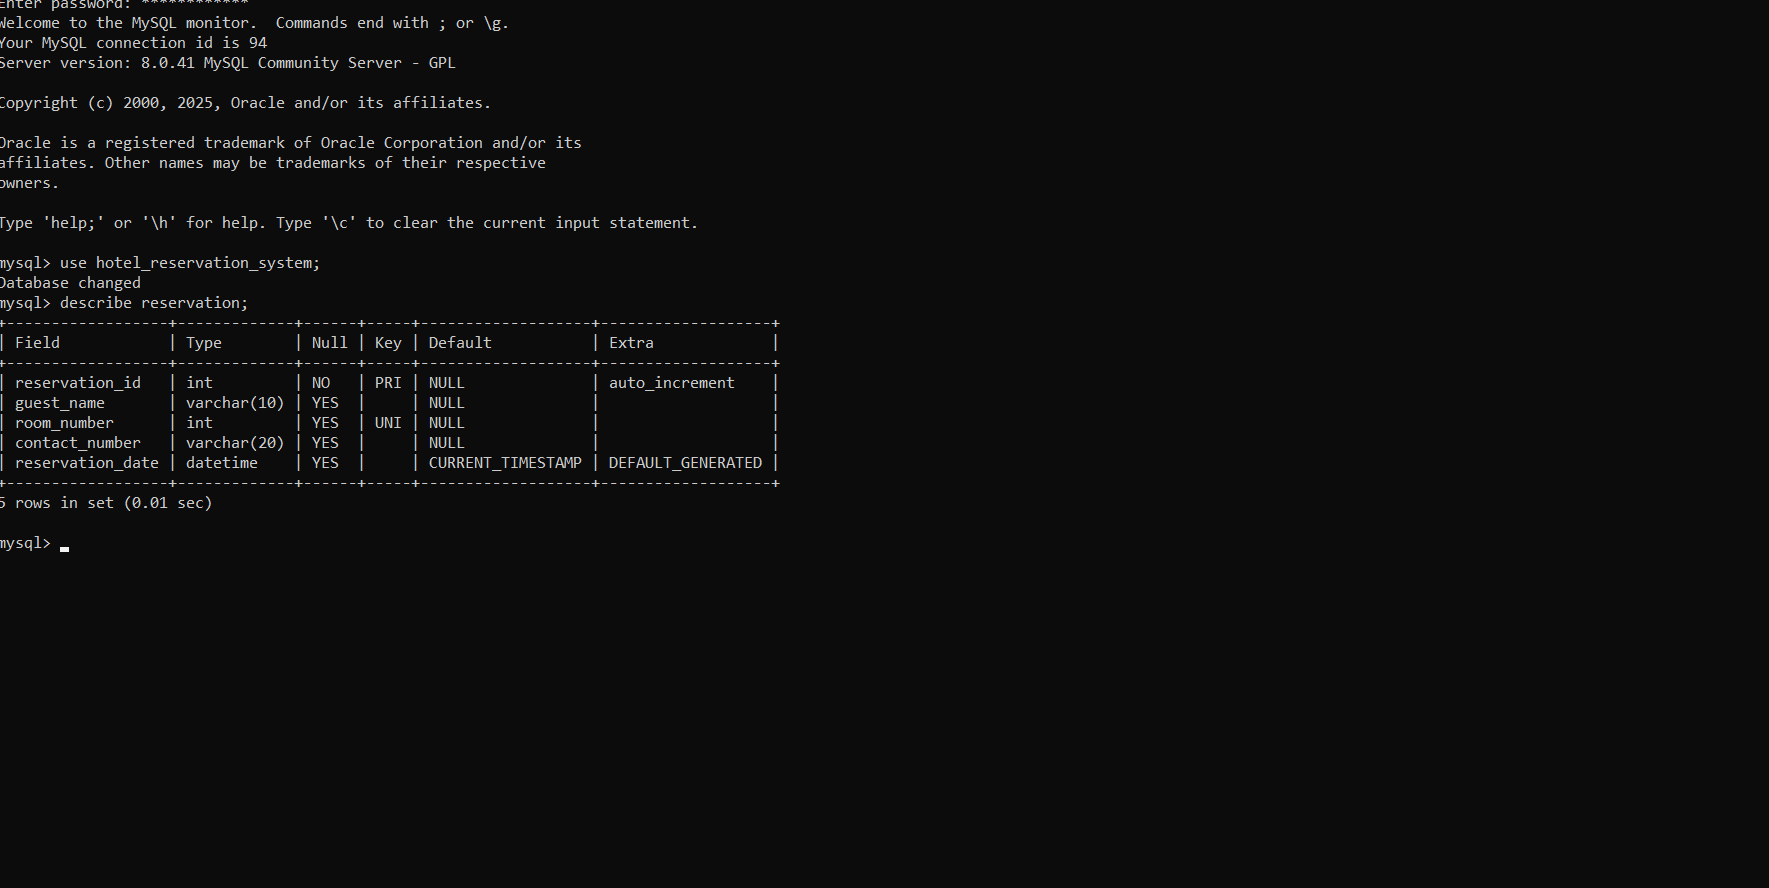 Enter password: ************
Welcome to the MySQL monitor.  Commands end with ; or \g.
Your MySQL connection id is 94
Server version: 8.0.41 MySQL Community Server - GPL
Copyright (c) 2000, 2025, Oracle and/or its affiliates.
Oracle is a registered trademark of Oracle Corporation and/or its
affiliates. Other names may be trademarks of their respective
owners.
Type 'help;' or '\h' for help. Type '\c' to clear the current input statement.
mysql> use hotel_reservation_system;
Database changed
mysql> describe reservation;
+------------------+-------------+------+-----+-------------------+-------------------+
| Field            | Type        | Null | Key | Default           | Extra             |
+------------------+-------------+------+-----+-------------------+-------------------+
| reservation_id   | int         | NO   | PRI | NULL              | auto_increment    |
| guest_name       | varchar(10) | YES  |     | NULL              |                   |
| room_number      | int         | YES  | UNI | NULL              |                   |
| contact_number   | varchar(20) | YES  |     | NULL              |                   |
| reservation_date | datetime    | YES  |     | CURRENT_TIMESTAMP | DEFAULT_GENERATED |
+------------------+-------------+------+-----+-------------------+-------------------+
5 rows in set (0.01 sec)
mysql>